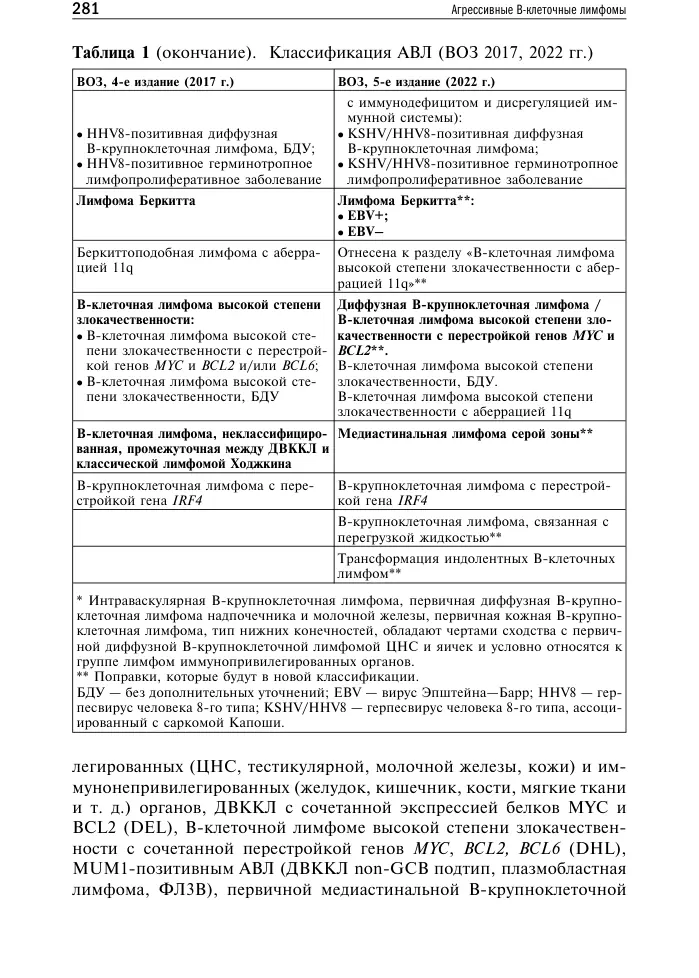 281
Агрессивные В-клеточные лимфомы
Таблица 1 (окончание). Классификация АВЛ (ВОЗ 2017, 2022 гг.)
ВОЗ, 4-е издание (2017 г.)
ВОЗ, 5-е издание (2022 г.)
• HHV8-позитивная диффузная
В-крупноклеточная лимфома, БДУ;
• HHV8-позитивное герминотропное
лимфопролиферативное заболевание
с иммунодефицитом и дисрегуляцией им-
мунной системы):
• KSHV/HHV8-позитивная диффузная
В-крупноклеточная лимфома;
• KSHV/HHV8-позитивное герминотропное
лимфопролиферативное заболевание
Лимфома Беркитта
Лимфома Беркитта**:
• EBV+;
• EBV–
Беркиттоподобная лимфома с аберра-
цией 11q
Отнесена к разделу «В-клеточная лимфома
высокой степени злокачественности с абер-
рацией 11q»**
В-клеточная лимфома высокой степени
злокачественности:
• В-клеточная лимфома высокой сте-
пени злокачественности с перестрой-
кой генов MYC и BCL2 и/или BCL6;
• В-клеточная лимфома высокой сте-
пени злокачественности, БДУ
Диффузная В-крупноклеточная лимфома /
В-клеточная лимфома высокой степени зло-
качественности с перестройкой генов MYC и
BCL2**.
В-клеточная лимфома высокой степени
злокачественности, БДУ.
В-клеточная лимфома высокой степени
злокачественности с аберрацией 11q
В-клеточная лимфома, неклассифициро-
ванная, промежуточная между ДВККЛ и
классической лимфомой Ходжкина
Медиастинальная лимфома серой зоны**
В-крупноклеточная лимфома с пере-
стройкой гена IRF4
В-крупноклеточная лимфома с перестрой-
кой гена IRF4
В-крупноклеточная лимфома, связанная с
перегрузкой жидкостью**
Трансформация индолентных В-клеточных
лимфом**
* Интраваскулярная В-крупноклеточная лимфома, первичная диффузная В-крупно-
клеточная лимфома надпочечника и молочной железы, первичная кожная В-крупно-
клеточная лимфома, тип нижних конечностей, обладают чертами сходства с первич-
ной диффузной В-крупноклеточной лимфомой ЦНС и яичек и условно относятся к
группе лимфом иммунопривилегированных органов.
** Поправки, которые будут в новой классификации.
БДУ — без дополнительных уточнений; EBV — вирус Эпштейна—Барр; HHV8 — гер-
песвирус человека 8-го типа; KSHV/HHV8 — герпесвирус человека 8-го типа, ассоци-
ированный с саркомой Капоши.
легированных (ЦНС, тестикулярной, молочной железы, кожи) и им-
мунонепривилегированных (желудок, кишечник, кости, мягкие ткани
и т. д.) органов, ДВККЛ с сочетанной экспрессией белков MYC и
BCL2 (DEL), В-клеточной лимфоме высокой степени злокачествен-
ности с сочетанной перестройкой генов MYC, BCL2, BCL6 (DHL),
MUM1-позитивным АВЛ (ДВККЛ non-GCB подтип, плазмобластная
лимфома, ФЛ3В), первичной медиастинальной В-крупноклеточной